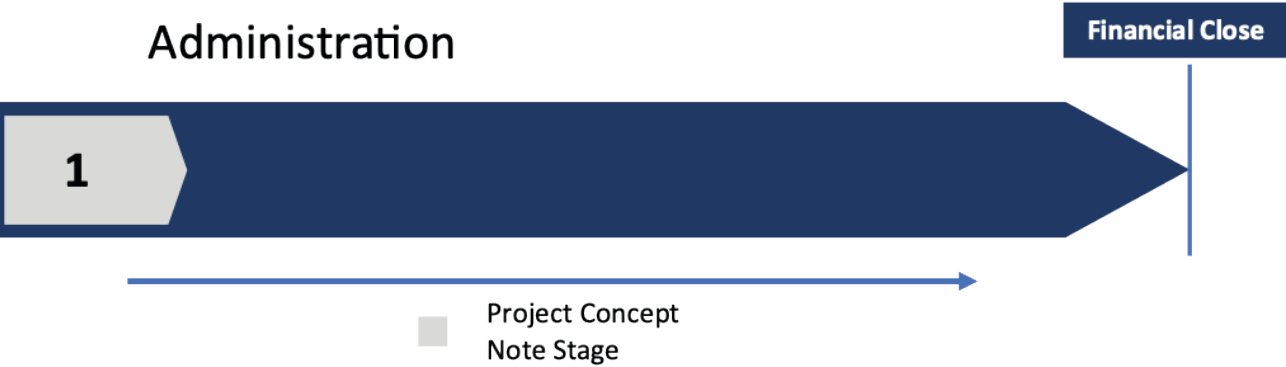 Administration
Financial Close
1
Project Concept
Note Stage